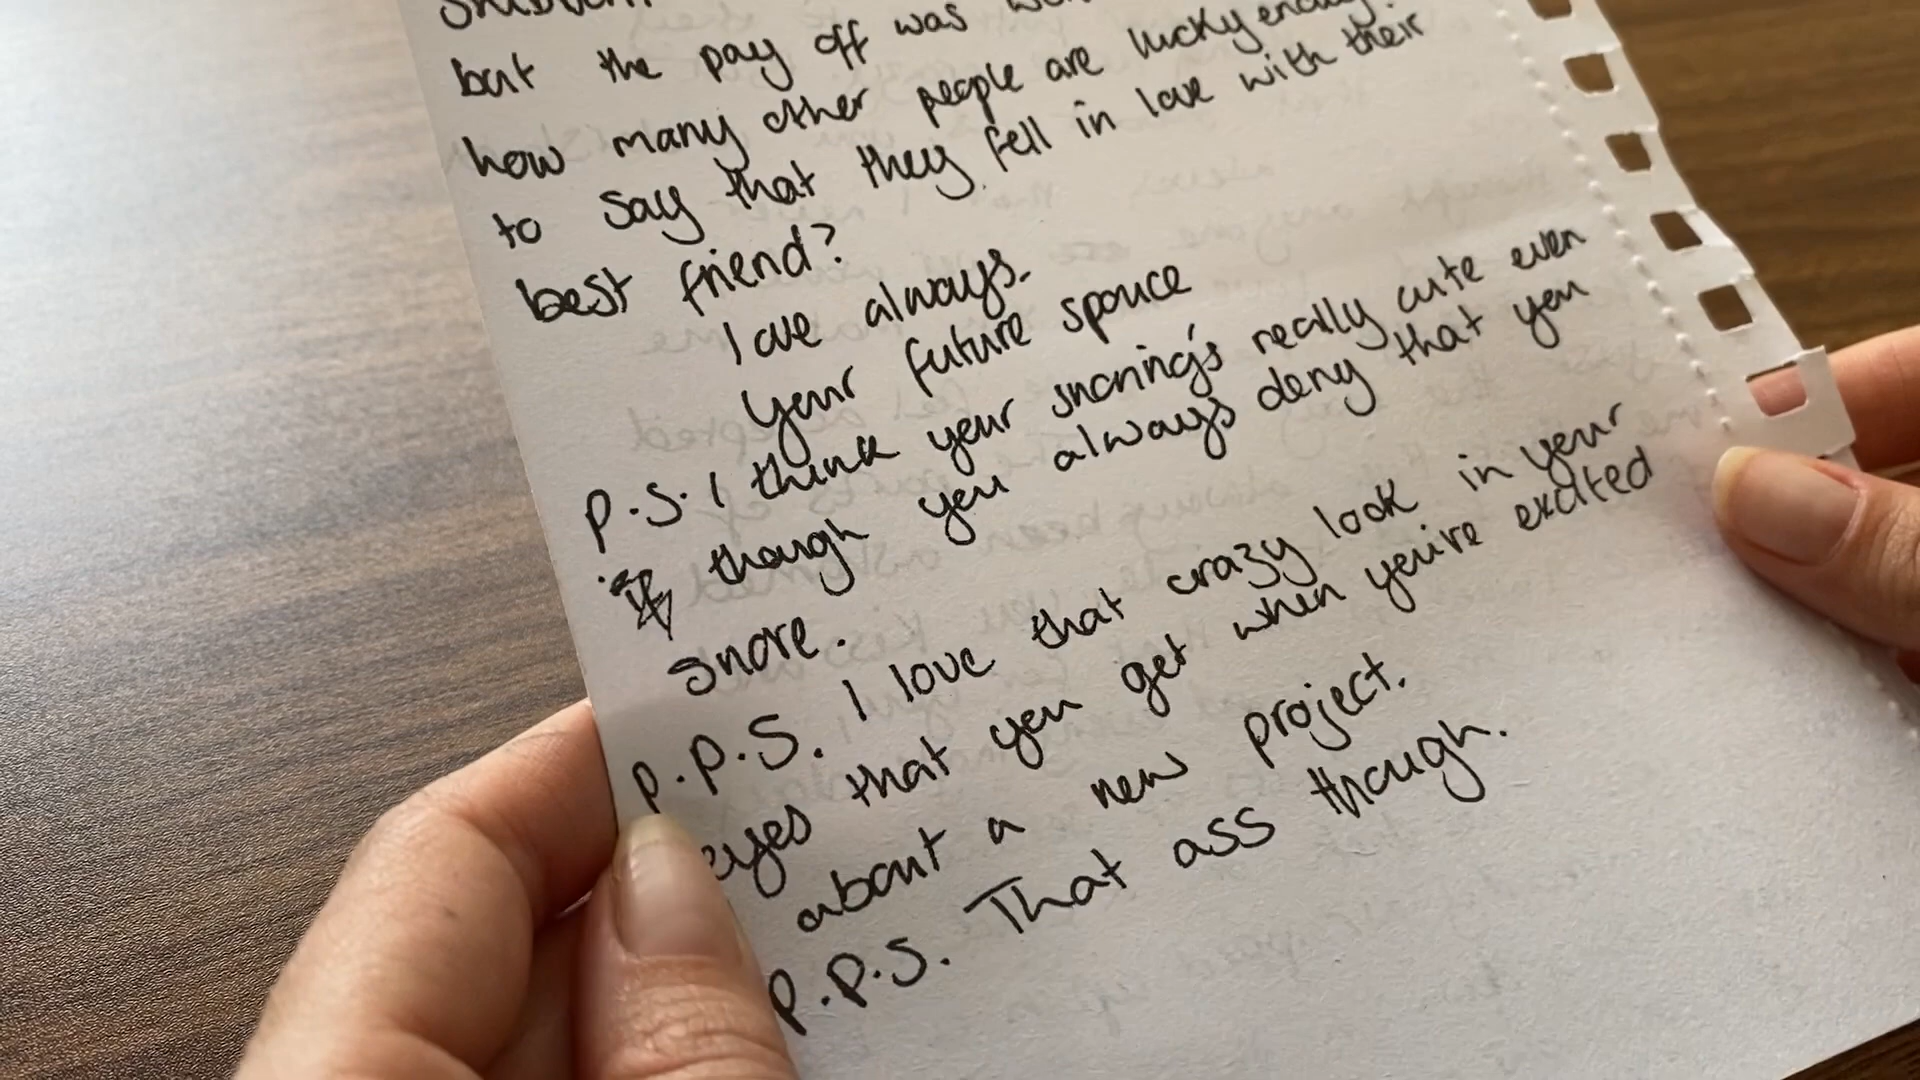 but the pay off was
how many other people are lucky
to say that they fell in love with their
best friend?
love always.
your future spouce
P.S. I think your snoring's really cute even
though you always deny that you
snore.
P.P.S. I love that crazy look in your
eyes that you get when you're excited
about a new project.
P.P.S. That ass though.